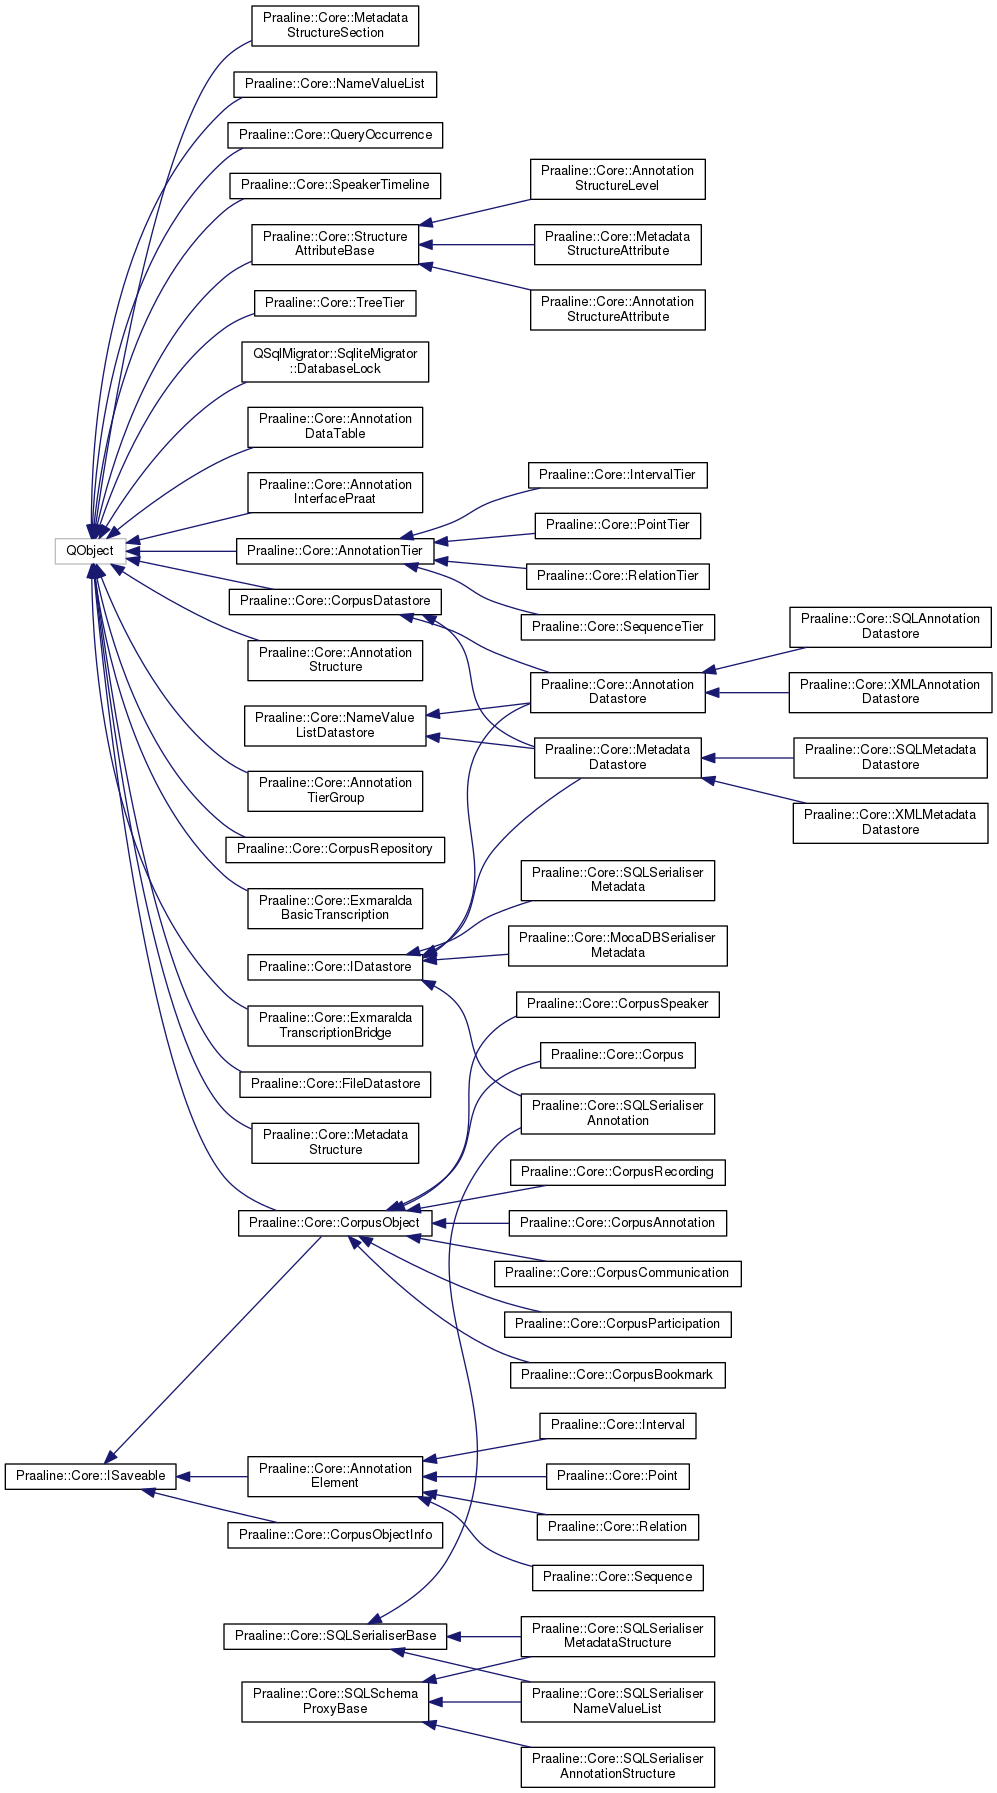 Praaline::Core::Metadata
StructureSection
Praaline::Core::NameValueList
Praaline::Core::QueryOccurrence
Praaline::Core::SpeakerTimeline
Praaline::Core::Annotation
StructureLevel
Praaline::Core::Structure
AttributeBase
Praaline::Core::Metadata
StructureAttribute
Praaline::Core::Annotation
StructureAttribute
Praaline::Core::TreeTier
QSqlMigrator::SqliteMigrator
::DatabaseLock
Praaline::Core::Annotation
DataTable
Praaline::Core::Annotation
InterfacePraat
Praaline::Core::IntervalTier
Praaline::Core::PointTier
QObject
Praaline::Core::AnnotationTier
Praaline::Core::RelationTier
Praaline::Core::CorpusDatastore
Praaline::Core::SequenceTier
Praaline::Core::SQLAnnotation
Datastore
Praaline::Core::Annotation
Structure
Praaline::Core::Annotation
Datastore
Praaline::Core::XMLAnnotation
Datastore
Praaline::Core::NameValue
ListDatastore
Praaline::Core::Metadata
Datastore
Praaline::Core::SQLMetadata
Datastore
Praaline::Core::Annotation
TierGroup
Praaline::Core::XMLMetadata
Datastore
Praaline::Core::CorpusRepository
Praaline::Core::SQLSerialiser
Metadata
Praaline::Core::Exmaralda
BasicTranscription
Praaline::Core::MocaDBSerialiser
Metadata
Praaline::Core::IDatastore
Praaline::Core::CorpusSpeaker
Praaline::Core::Exmaralda
TranscriptionBridge
Praaline::Core::Corpus
Praaline::Core::FileDatastore
Praaline::Core::SQLSerialiser
Annotation
Praaline::Core::Metadata
Structure
Praaline::Core::CorpusRecording
Praaline::Core::CorpusObject
Praaline::Core::CorpusAnnotation
Praaline::Core::CorpusCommunication
Praaline::Core::CorpusParticipation
Praaline::Core::CorpusBookmark
Praaline::Core::Interval
Praaline::Core::ISaveable
Praaline::Core::Annotation
Element
Praaline::Core::Point
Praaline::Core::CorpusObjectInfo
Praaline::Core::Relation
Praaline::Core::Sequence
Praaline::Core::SQLSerialiserBase
Praaline::Core::SQLSerialiser
MetadataStructure
Praaline::Core::SQLSchema
ProxyBase
Praaline::Core::SQLSerialiser
NameValueList
Praaline::Core::SQLSerialiser
AnnotationStructure